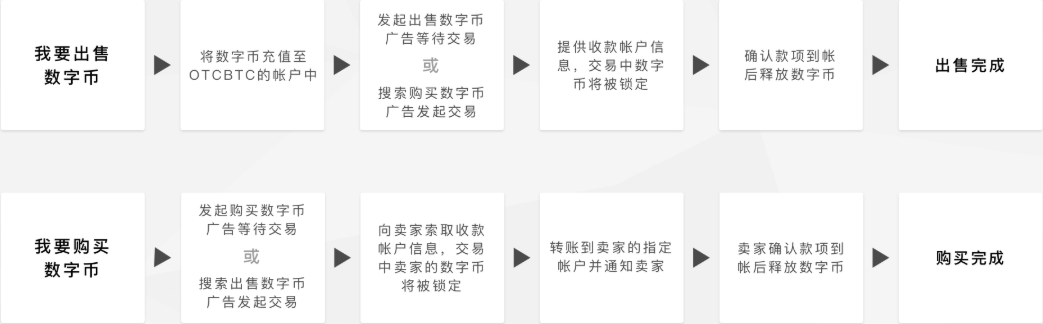 我要出售
数字币
将数字币充值至
OTCBTC的帐户中
发起出售数字币
广告等待交易
或
搜索购买数字币
广告发起交易
提供收款帐户信
息，交易中数字
币将被锁定
确认款项到帐
后释放数字币
出售完成
我要购买
数字币
发起购买数字币
广告等待交易
或
搜索出售数字币
广告发起交易
向卖家索取收款
帐户信息，交易
中卖家的数字币
将被锁定
转账到卖家的指定
帐户并通知卖家
卖家确认款项到
帐后释放数字币
购买完成